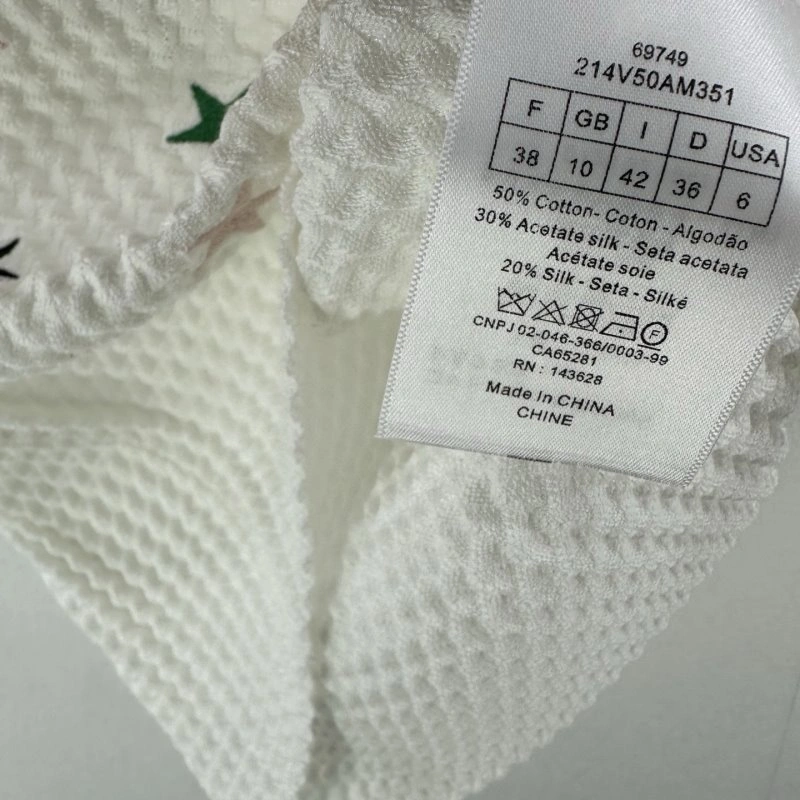 69749
214V50AM351
F GB I D USA
38 10 42 36 6
50% Cotton- Coton - Algodão
30% Acetate silk - Seta acetata
Acétate soie
20% Silk - Seta - Silké
F
CNPJ 02-046-366/0003-99
CA65281
RN : 143628
Made in CHINA
CHINE